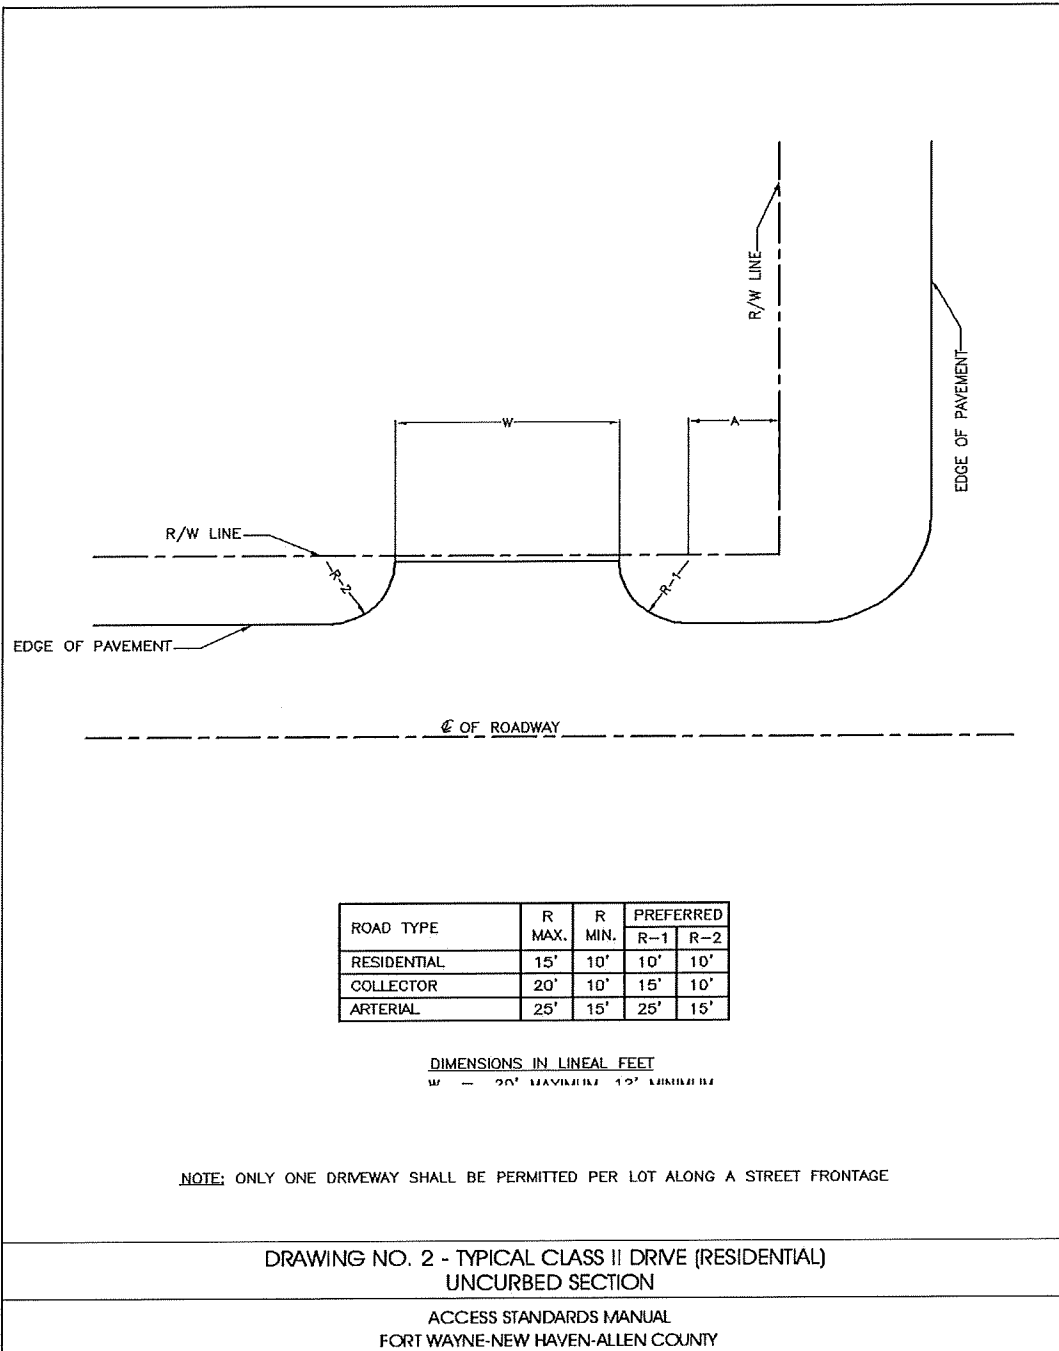 R/W LINE
EDGE OF PAVEMENT
W
A
R/W LINE
R-2
R-1
EDGE OF PAVEMENT
℄ OF ROADWAY
ROAD TYPE R MAX. R MIN. PREFERRED
R-1 R-2
RESIDENTIAL 15' 10' 10' 10'
COLLECTOR 20' 10' 15' 10'
ARTERIAL 25' 15' 25' 15'
DIMENSIONS IN LINEAL FEET
W = MAXIMUM MINIMUM
NOTE: ONLY ONE DRIVEWAY SHALL BE PERMITTED PER LOT ALONG A STREET FRONTAGE
DRAWING NO. 2 - TYPICAL CLASS II DRIVE (RESIDENTIAL)
UNCURBED SECTION
ACCESS STANDARDS MANUAL
FORT WAYNE-NEW HAVEN-ALLEN COUNTY